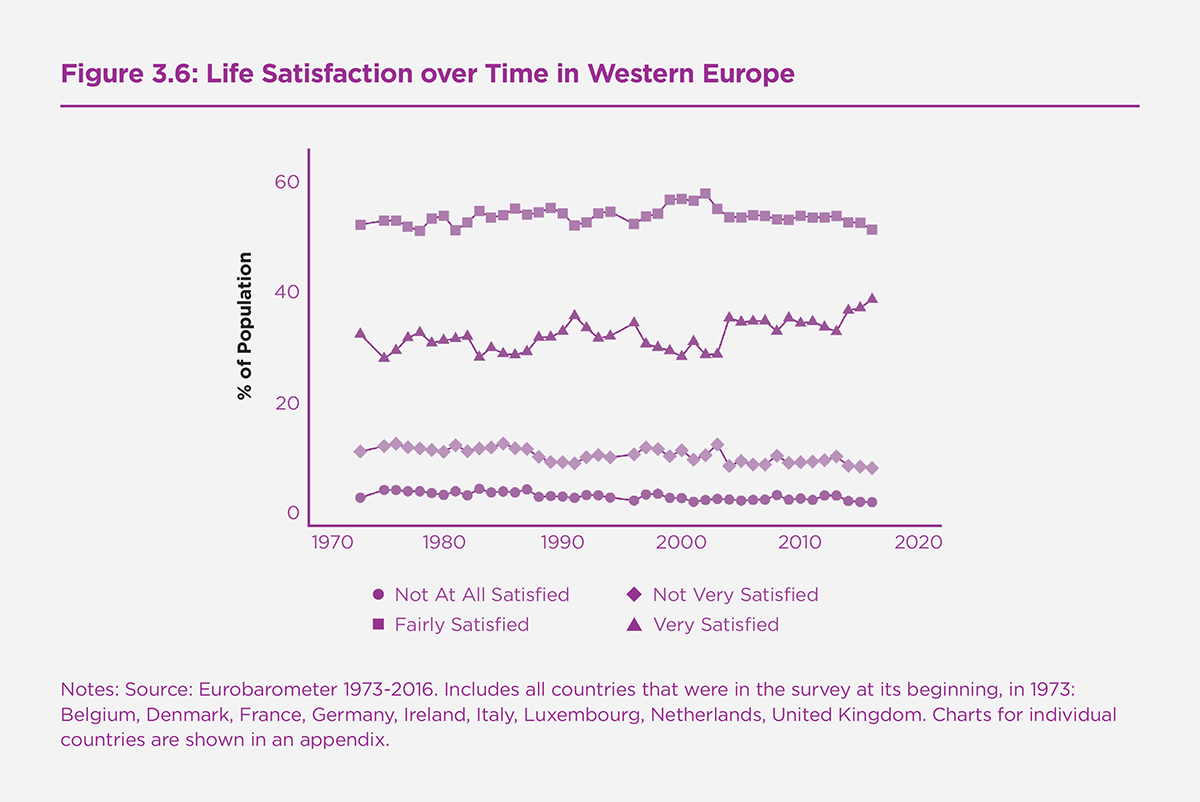 Figure 3.6: Life Satisfaction over Time in Western Europe
% of Population
60
40
20
0
1970 1980 1990 2000 2010 2020
Not At All Satisfied Not Very Satisfied
Fairly Satisfied Very Satisfied
Notes: Source: Eurobarometer 1973-2016. Includes all countries that were in the survey at its beginning, in 1973:
Belgium, Denmark, France, Germany, Ireland, Italy, Luxembourg, Netherlands, United Kingdom. Charts for individual
countries are shown in an appendix.